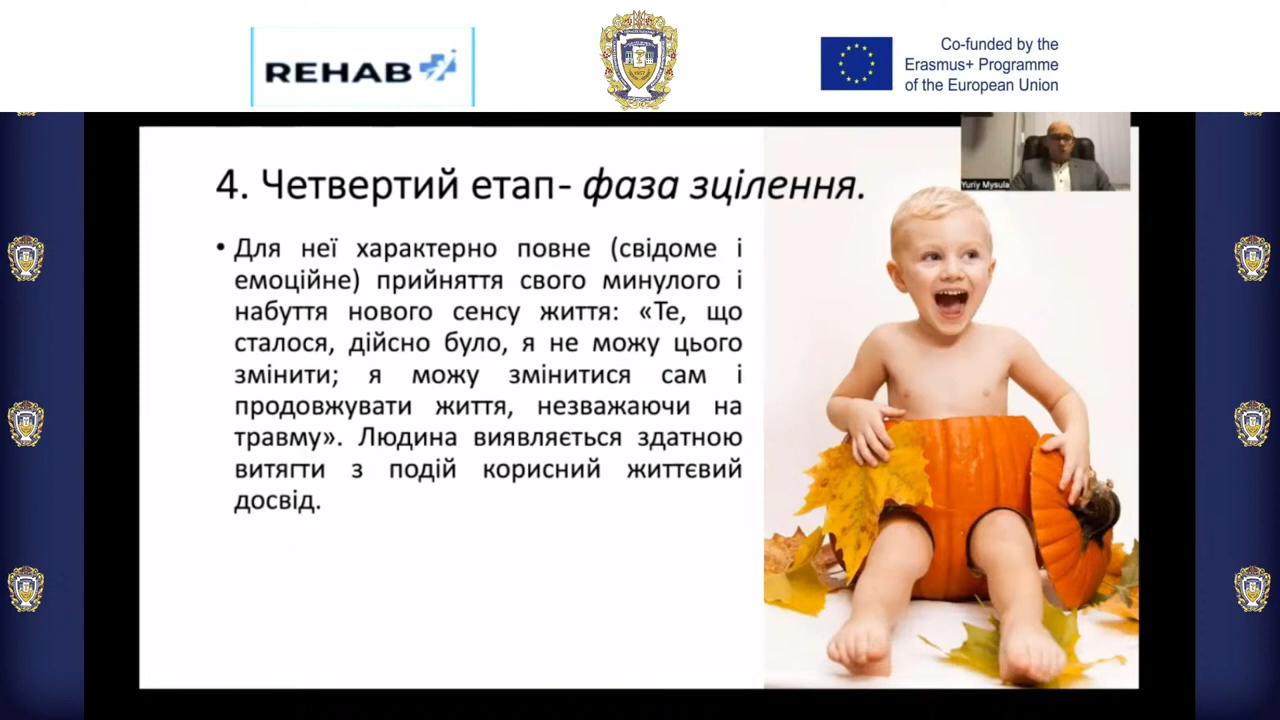 REHAB
Co-funded by the
Erasmus+ Programme
of the European Union
Yuriy Mysula
4. Четвертий етап- фаза зцілення.
• Для неї характерно повне (свідоме і
емоційне) прийняття свого минулого і
набуття нового сенсу життя: «Те, що
сталося, дійсно було, я не можу цього
змінити; я можу змінитися сам і
продовжувати життя, незважаючи на
травму». Людина виявляється здатною
витягти з подій корисний життєвий
досвід.